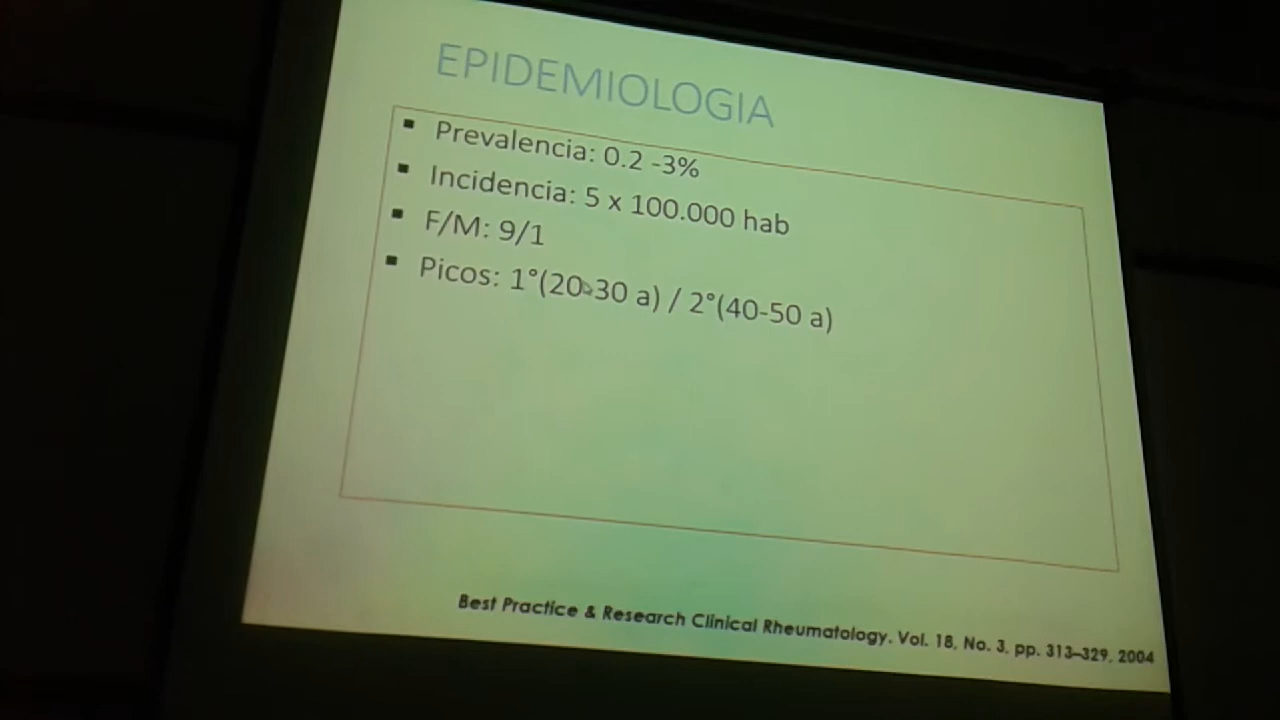 EPIDEMIOLOGIA
▪ Prevalencia: 0.2 -3%
▪ Incidencia: 5 x 100.000 hab
▪ F/M: 9/1
▪ Picos: 1°(20-30 a) / 2°(40-50 a)
Best Practice & Research Clinical Rheumatology. Vol. 18, No. 3, pp. 313–329, 2004